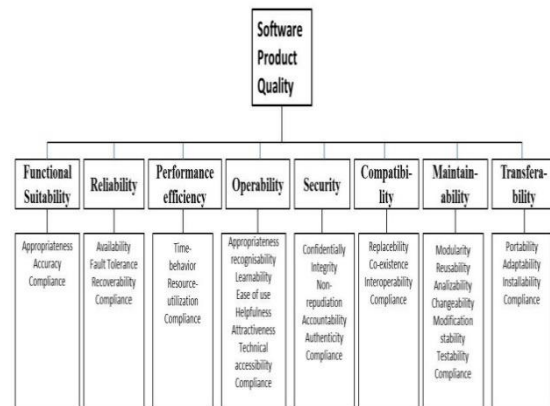 Software
Product
Quality
Functional
Suitability
Reliability
Performance
efficiency
Operability
Security
Compatibi-
lity
Maintain-
ability
Transfera-
bility
Appropriateness
Accuracy
Compliance
Availability
Fault Tolerance
Recoverability
Compliance
Time-
behavior
Resource-
utilization
Compliance
Appropriateness
recognisability
Learnability
Ease of use
Helpfulness
Attractiveness
Technical
accessibility
Compliance
Confidentially
Integrity
Non-
repudiation
Accountability
Authenticity
Compliance
Replacebility
Co-existence
Interoperability
Compliance
Modularity
Reusability
Analizability
Changeability
Modification
stability
Testability
Compliance
Portability
Adaptability
Installability
Compliance